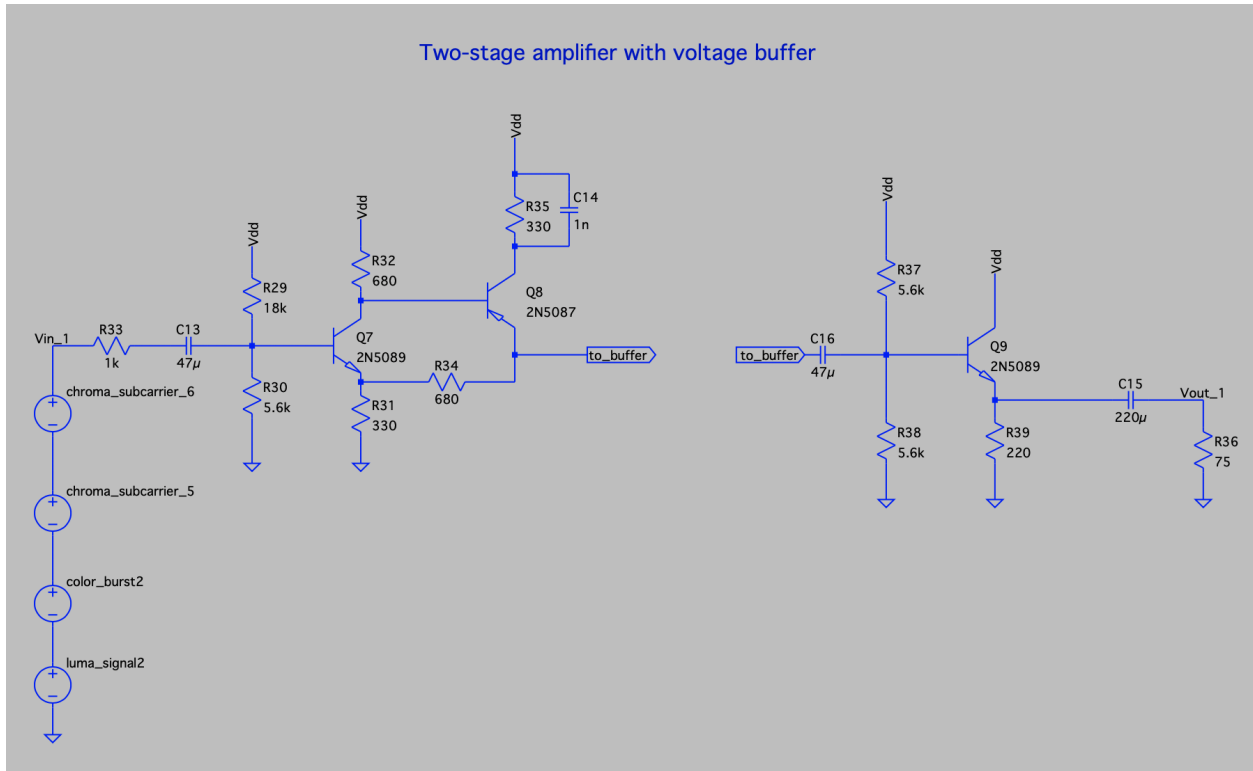 Two-stage amplifier with voltage buffer
Vdd
R35
330
C14
1n
Vdd
R32
680
Vdd
R29
18k
Q8
2N5087
Vin_1
R33
1k
C13
47µ
Q7
2N5089
to_buffer
R34
680
R30
5.6k
R31
330
chroma_subcarrier_6
chroma_subcarrier_5
color_burst2
luma_signal2
Vdd
R37
5.6k
Vdd
to_buffer
C16
47µ
Q9
2N5089
C15
220µ
Vout_1
R38
5.6k
R39
220
R36
75